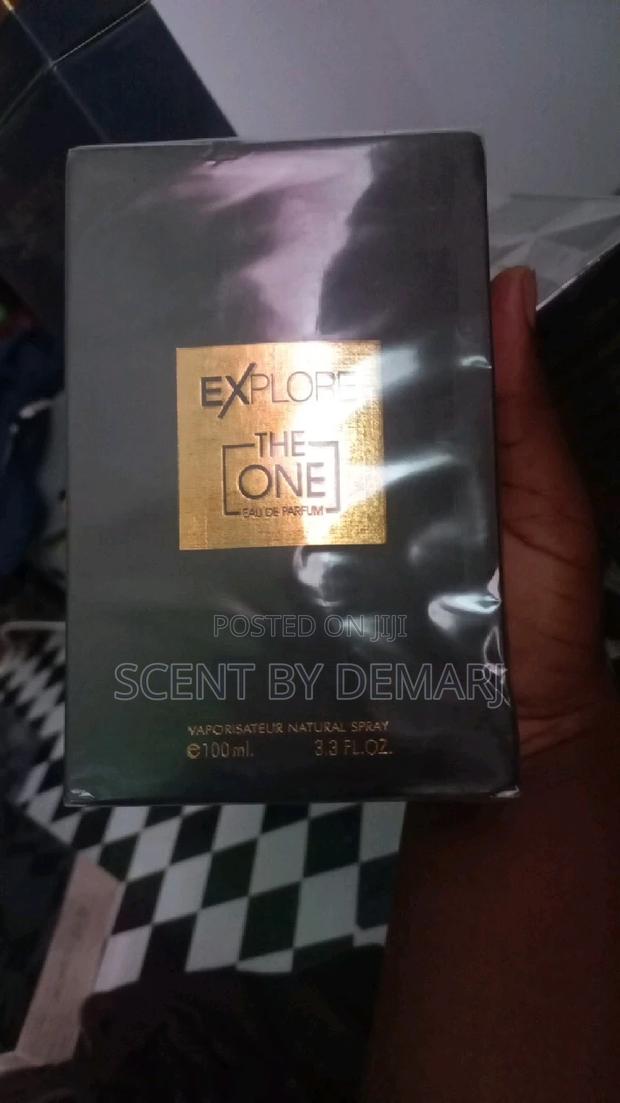 EXPLORE
THE
ONE
EAU DE PARFUM
POSTED ON JIJI
SCENT BY DEMARJ
VAPORISATEUR NATURAL SPRAY
e 100 ml. 3.3 FL.OZ.